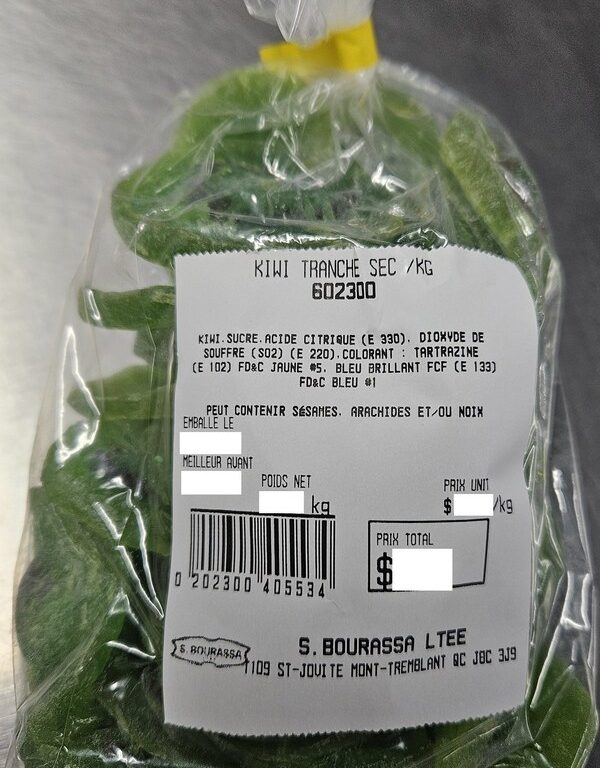 KIWI TRANCHE SEC /KG
602300
KIWI.SUCRE.ACIDE CITRIQUE (E 330). DIOXYDE DE
SOUFFRE (SO2) (E 220).COLORANT : TARTRAZINE
(E 102) FD&C JAUNE #5. BLEU BRILLANT FCF (E 133)
FD&C BLEU #1
PEUT CONTENIR SéSAMES. ARACHIDES ET/OU NOIX
EMBALLE LE
MEILLEUR AVANT
POIDS NET
kg
PRIX UNIT
$ /kg
PRIX TOTAL
$
0 202300 405534
S. BOURASSA
S.BOURASSA LTEE
1109 ST-JOVITE MONT-TREMBLANT QC J8C 3J9